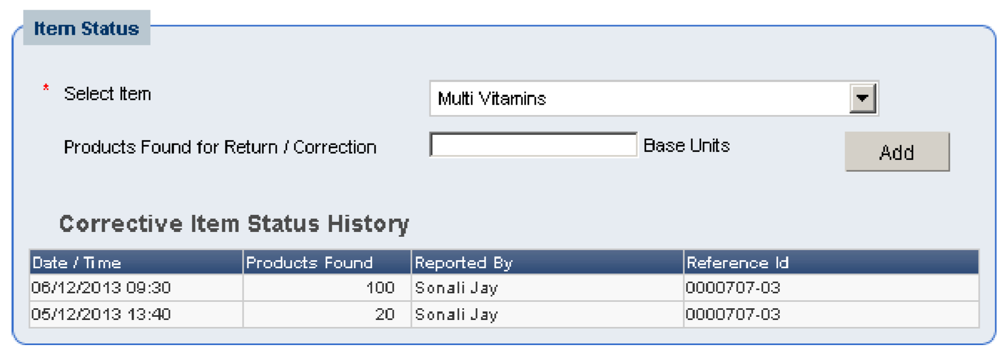 Item Status
* Select Item
Multi Vitamins
Products Found for Return / Correction
Base Units
Add
Corrective Item Status History
Date / Time Products Found Reported By Reference Id
06/12/2013 09:30 100 Sonali Jay 0000707-03
05/12/2013 13:40 20 Sonali Jay 0000707-03